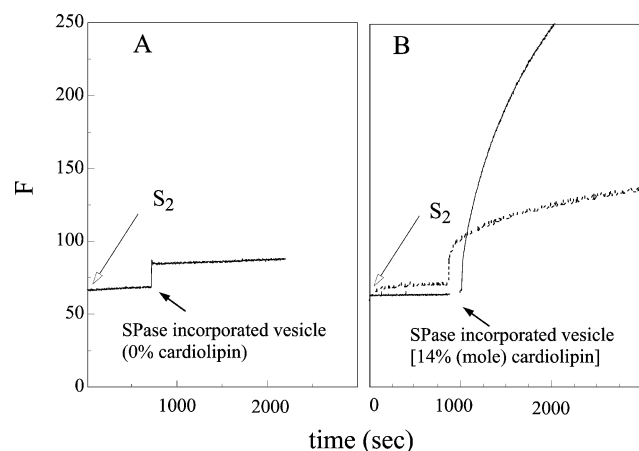 250
200
150
100
50
0
F
A
S2
SPase incorporated vesicle
(0% cardiolipin)
1000
2000
B
S2
SPase incorporated vesicle
[14% (mole) cardiolipin]
0
1000
2000
time (sec)